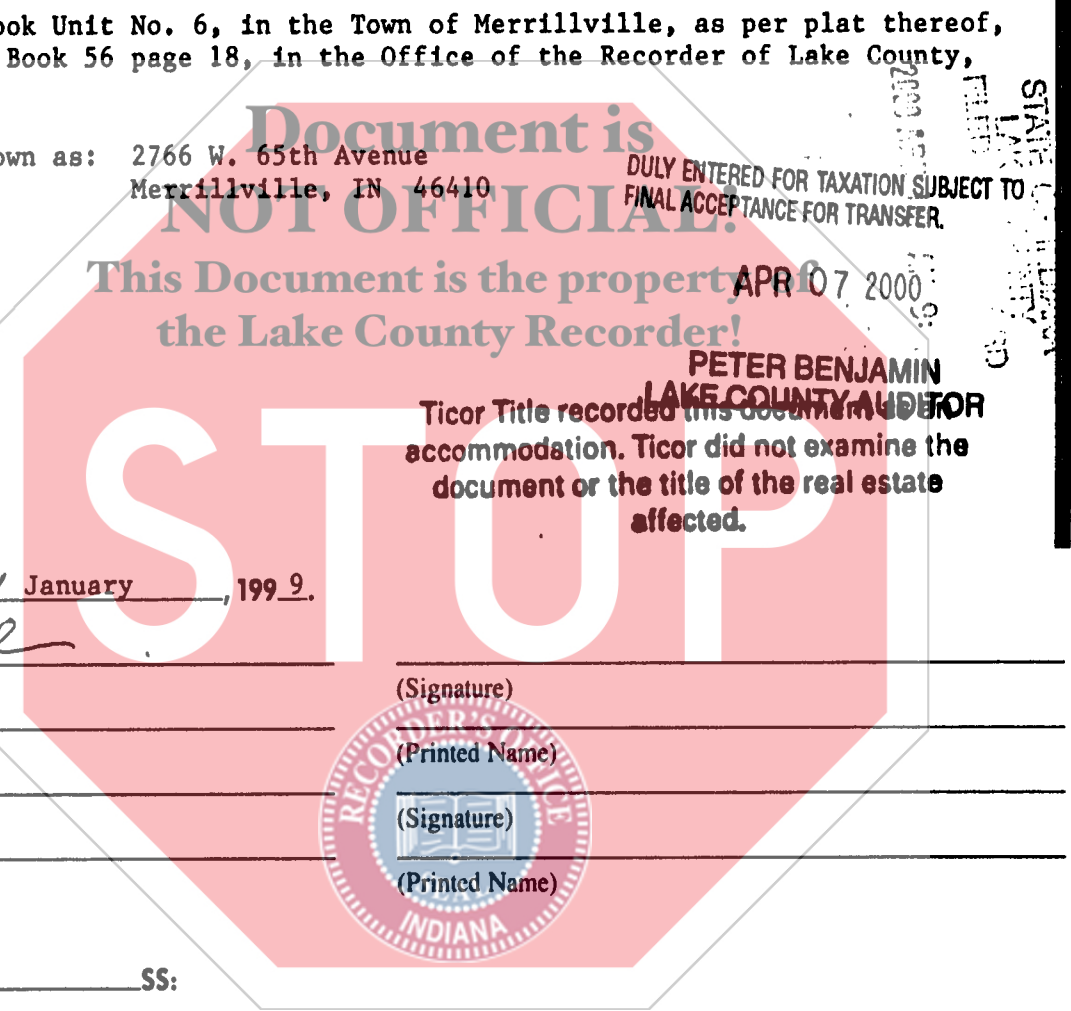 ook Unit No. 6, in the Town of Merrillville, as per plat thereof,
Book 56 page 18, in the Office of the Recorder of Lake County,
STATE
Document is
own as: 2766 W. 65th Avenue
Merrillville, IN 46410
DULY ENTERED FOR TAXATION SUBJECT TO
FINAL ACCEPTANCE FOR TRANSFER.
NOT OFFICIAL!
This Document is the property of
the Lake County Recorder!
APR 07 2000
PETER BENJAMIN
LAKE COUNTY AUDITOR
Ticor Title recorded this document as an
accommodation. Ticor did not examine the
document or the title of the real estate
affected.
STOP
January, 1999.
(Signature)
(Printed Name)
(Signature)
(Printed Name)
RECORDER'S OFFICE
SEAL
INDIANA
SS: